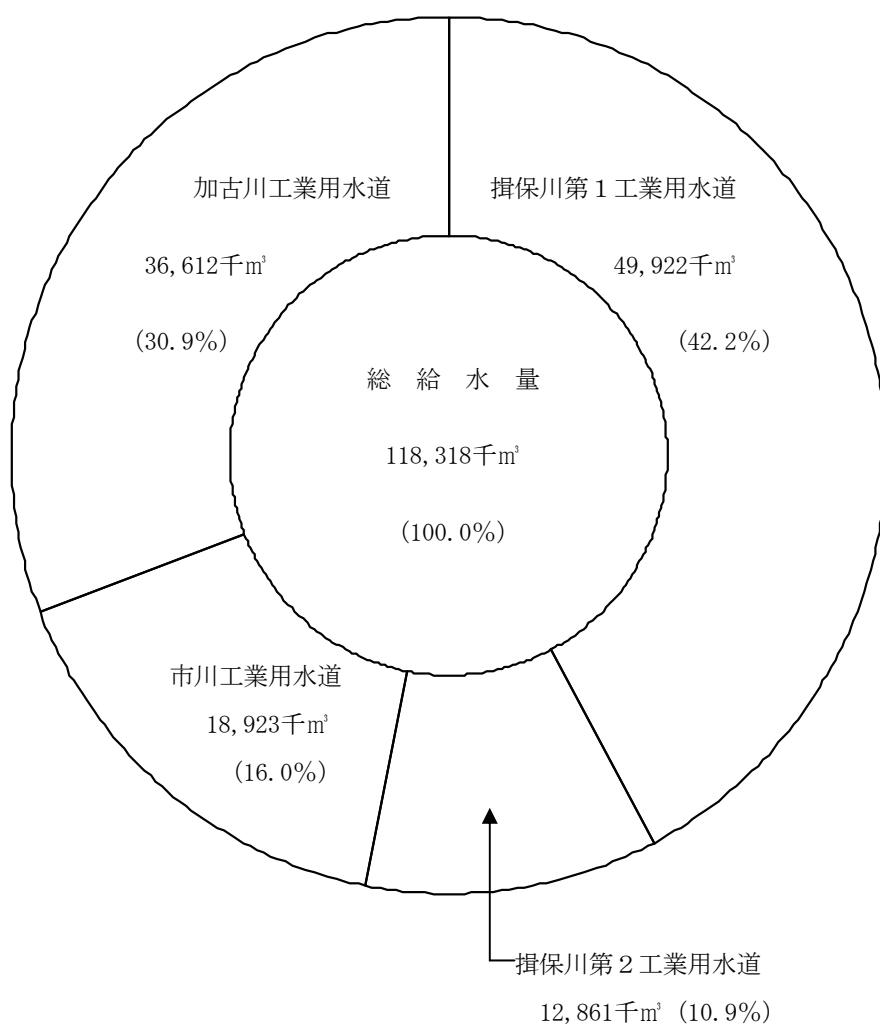 加古川工業用水道
36,612千㎥
(30.9%)
揖保川第１工業用水道
49,922千㎥
(42.2%)
総　給　水　量
118,318千㎥
(100.0%)
市川工業用水道
18,923千㎥
(16.0%)
揖保川第２工業用水道
12,861千㎥ (10.9%)